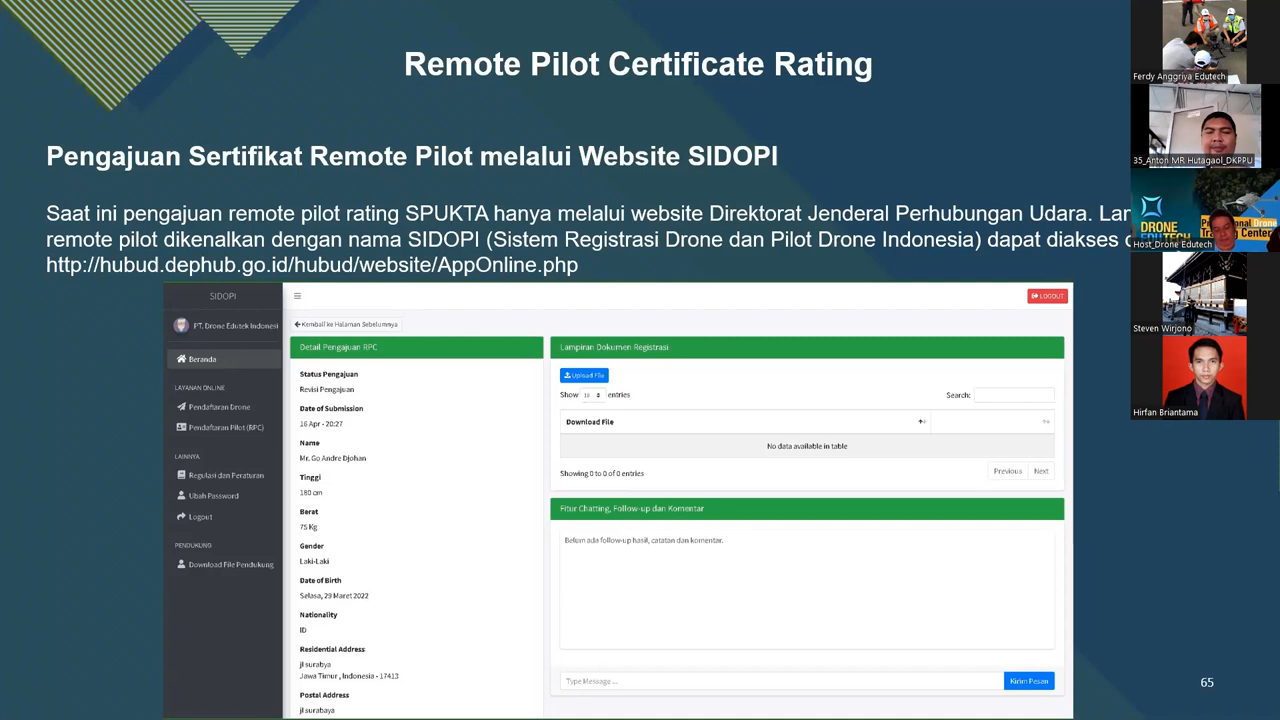 Remote Pilot Certificate Rating
Pengajuan Sertifikat Remote Pilot melalui Website SIDOPI
Saat ini pengajuan remote pilot rating SPUKTA hanya melalui website Direktorat Jenderal Perhubungan Udara.
remote pilot dikenalkan dengan nama SIDOPI (Sistem Registrasi Drone dan Pilot Drone Indonesia) dapat diakses
http://hubud.dephub.go.id/hubud/website/AppOnline.php
SIDOPI
PT. Drone Edutek Indonesi
Beranda
LAYANAN ONLINE
Pendaftaran Drone
Pendaftaran Pilot (RPC)
LAINNYA
Regulasi dan Peraturan
Ubah Password
Logout
PENDUKUNG
Download File Pendukung
LOGOUT
Kembali ke Halaman Sebelumnya
Detail Pengajuan RPC
Status Pengajuan
Revisi Pengajuan
Date of Submission
16 Apr - 20:27
Name
Mr. Go Andre Djohan
Tinggi
180 cm
Berat
75 Kg
Gender
Laki-Laki
Date of Birth
Selasa, 29 Maret 2022
Nationality
ID
Residential Address
jl surabya
Jawa Timur , Indonesia - 17413
Postal Address
jl surabaya
Lampiran Dokumen Registrasi
Upload File
Show 10 entries
Search:
Download File
No data available in table
Showing 0 to 0 of 0 entries
Previous Next
Fitur Chatting, Follow-up dan Komentar
Belum ada follow-up hasil, catatan dan komentar.
Type Message ...
Kirim Pesan
65
Ferdy Anggriya Edutech
35_Anton MR Hutagaol_DKPPU
DRONE
EDUTECH
Professional Drone
Training Center
Host_Drone Edutech
Steven Wirjono
Hirfan Briantama